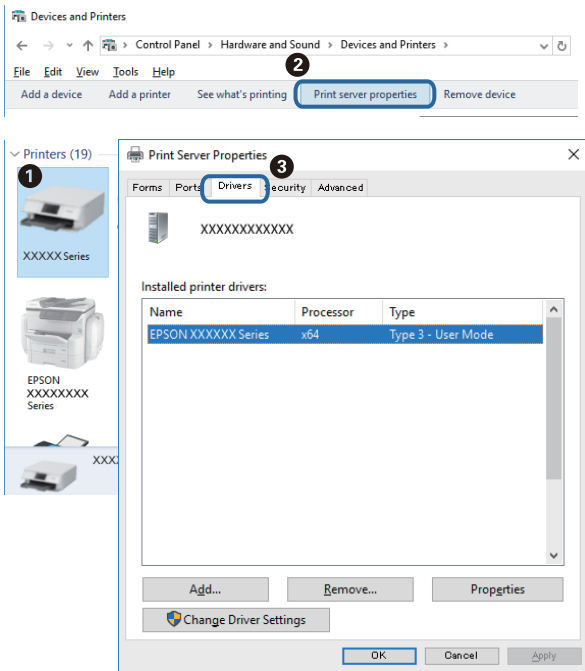 Devices and Printers
Control Panel > Hardware and Sound > Devices and Printers >
2
File Edit View Tools Help
Add a device Add a printer See what's printing Print server properties Remove device
Printers (19)
1
XXXXX Series
EPSON
XXXXXXXX
Series
XXX
Print Server Properties
3
Forms Ports Drivers Security Advanced
XXXXXXXXXXXX
Installed printer drivers:
Name Processor Type
EPSON XXXXXX Series x64 Type 3 - User Mode
Add... Remove... Properties
Change Driver Settings
OK Cancel Apply